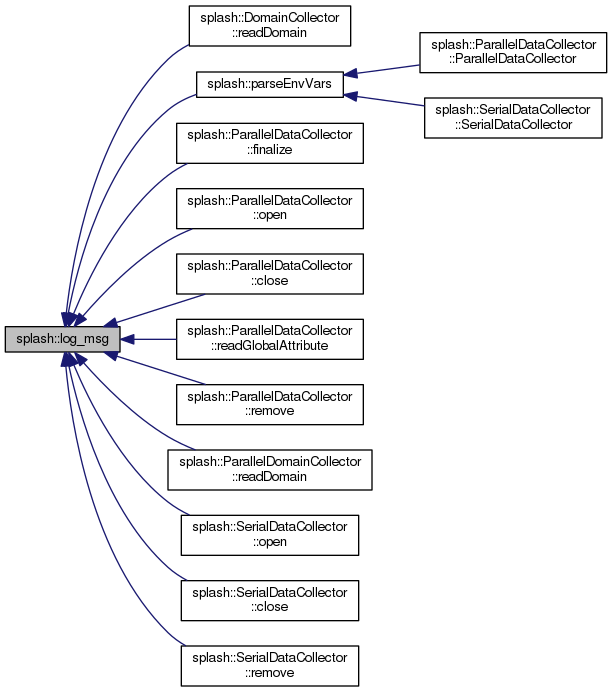 splash::DomainCollector
::readDomain
splash::ParallelDataCollector
::ParallelDataCollector
splash::parseEnvVars
splash::SerialDataCollector
::SerialDataCollector
splash::ParallelDataCollector
::finalize
splash::ParallelDataCollector
::open
splash::ParallelDataCollector
::close
splash::log_msg
splash::ParallelDataCollector
::readGlobalAttribute
splash::ParallelDataCollector
::remove
splash::ParallelDomainCollector
::readDomain
splash::SerialDataCollector
::open
splash::SerialDataCollector
::close
splash::SerialDataCollector
::remove